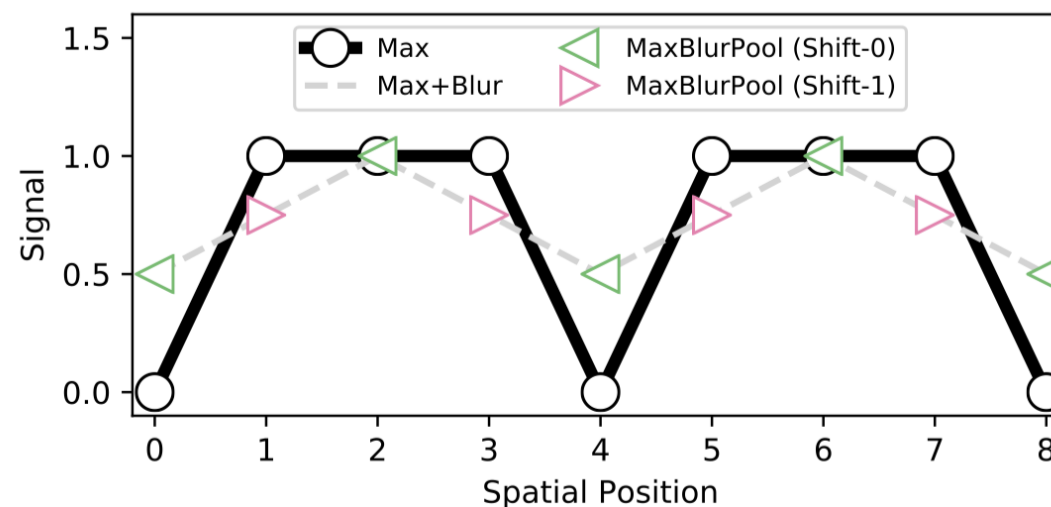 1.5
1.0
0.5
0.0
Signal
Max
Max+Blur
MaxBlurPool (Shift-0)
MaxBlurPool (Shift-1)
0 1 2 3 4 5 6 7 8
Spatial Position